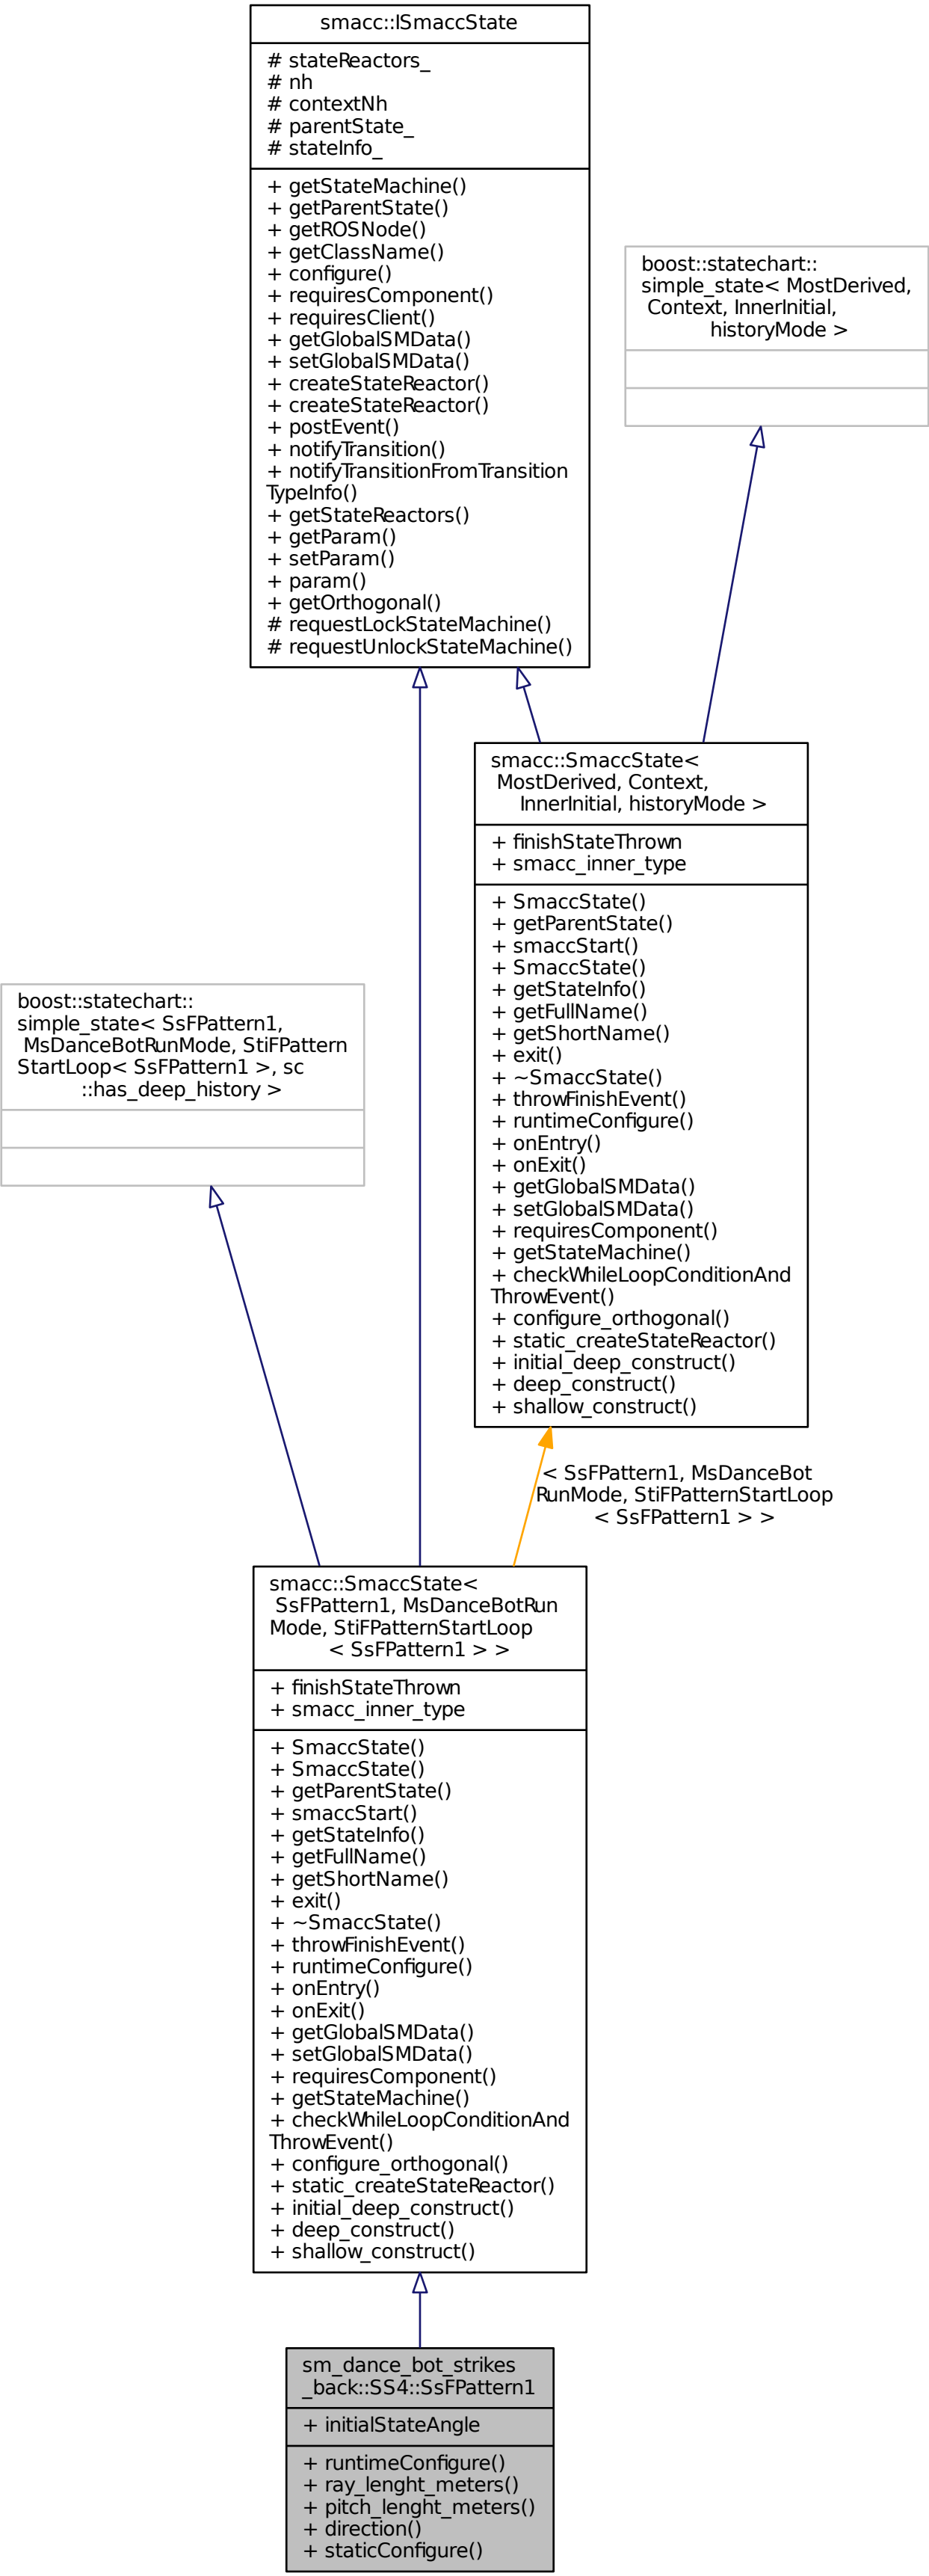 smacc::ISmaccState
# stateReactors_
# nh
# contextNh
# parentState_
# stateInfo_
+ getStateMachine()
+ getParentState()
+ getROSNode()
+ getClassName()
+ configure()
+ requiresComponent()
+ requiresClient()
+ getGlobalSMData()
+ setGlobalSMData()
+ createStateReactor()
+ createStateReactor()
+ postEvent()
+ notifyTransition()
+ notifyTransitionFromTransition
TypeInfo()
+ getStateReactors()
+ getParam()
+ setParam()
+ param()
+ getOrthogonal()
# requestLockStateMachine()
# requestUnlockStateMachine()
boost::statechart::
simple_state< MostDerived,
Context, InnerInitial,
historyMode >
smacc::SmaccState<
MostDerived, Context,
InnerInitial, historyMode >
+ finishStateThrown
+ smacc_inner_type
+ SmaccState()
+ getParentState()
+ smaccStart()
+ SmaccState()
+ getStateInfo()
+ getFullName()
+ getShortName()
+ exit()
+ ~SmaccState()
+ throwFinishEvent()
+ runtimeConfigure()
+ onEntry()
+ onExit()
+ getGlobalSMData()
+ setGlobalSMData()
+ requiresComponent()
+ getStateMachine()
+ checkWhileLoopConditionAnd
ThrowEvent()
+ configure_orthogonal()
+ static_createStateReactor()
+ initial_deep_construct()
+ deep_construct()
+ shallow_construct()
boost::statechart::
simple_state< SsFPattern1,
MsDanceBotRunMode, StiFPattern
StartLoop< SsFPattern1 >, sc
::has_deep_history >
< SsFPattern1, MsDanceBot
RunMode, StiFPatternStartLoop
< SsFPattern1 > >
smacc::SmaccState<
SsFPattern1, MsDanceBotRun
Mode, StiFPatternStartLoop
< SsFPattern1 > >
+ finishStateThrown
+ smacc_inner_type
+ SmaccState()
+ SmaccState()
+ getParentState()
+ smaccStart()
+ getStateInfo()
+ getFullName()
+ getShortName()
+ exit()
+ ~SmaccState()
+ throwFinishEvent()
+ runtimeConfigure()
+ onEntry()
+ onExit()
+ getGlobalSMData()
+ setGlobalSMData()
+ requiresComponent()
+ getStateMachine()
+ checkWhileLoopConditionAnd
ThrowEvent()
+ configure_orthogonal()
+ static_createStateReactor()
+ initial_deep_construct()
+ deep_construct()
+ shallow_construct()
sm_dance_bot_strikes
_back::SS4::SsFPattern1
+ initialStateAngle
+ runtimeConfigure()
+ ray_lenght_meters()
+ pitch_lenght_meters()
+ direction()
+ staticConfigure()